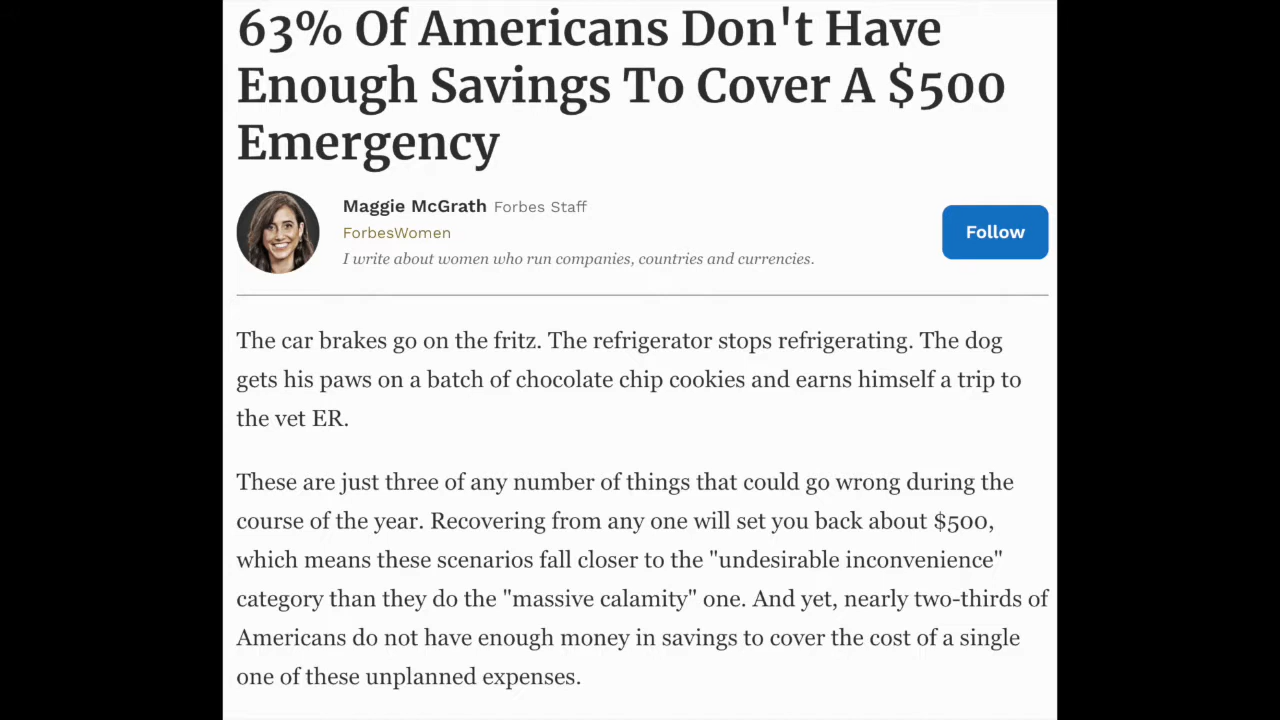 63% Of Americans Don't Have
Enough Savings To Cover A $500
Emergency
Maggie McGrath Forbes Staff
ForbesWomen
I write about women who run companies, countries and currencies.
Follow
The car brakes go on the fritz. The refrigerator stops refrigerating. The dog
gets his paws on a batch of chocolate chip cookies and earns himself a trip to
the vet ER.
These are just three of any number of things that could go wrong during the
course of the year. Recovering from any one will set you back about $500,
which means these scenarios fall closer to the "undesirable inconvenience"
category than they do the "massive calamity" one. And yet, nearly two-thirds of
Americans do not have enough money in savings to cover the cost of a single
one of these unplanned expenses.